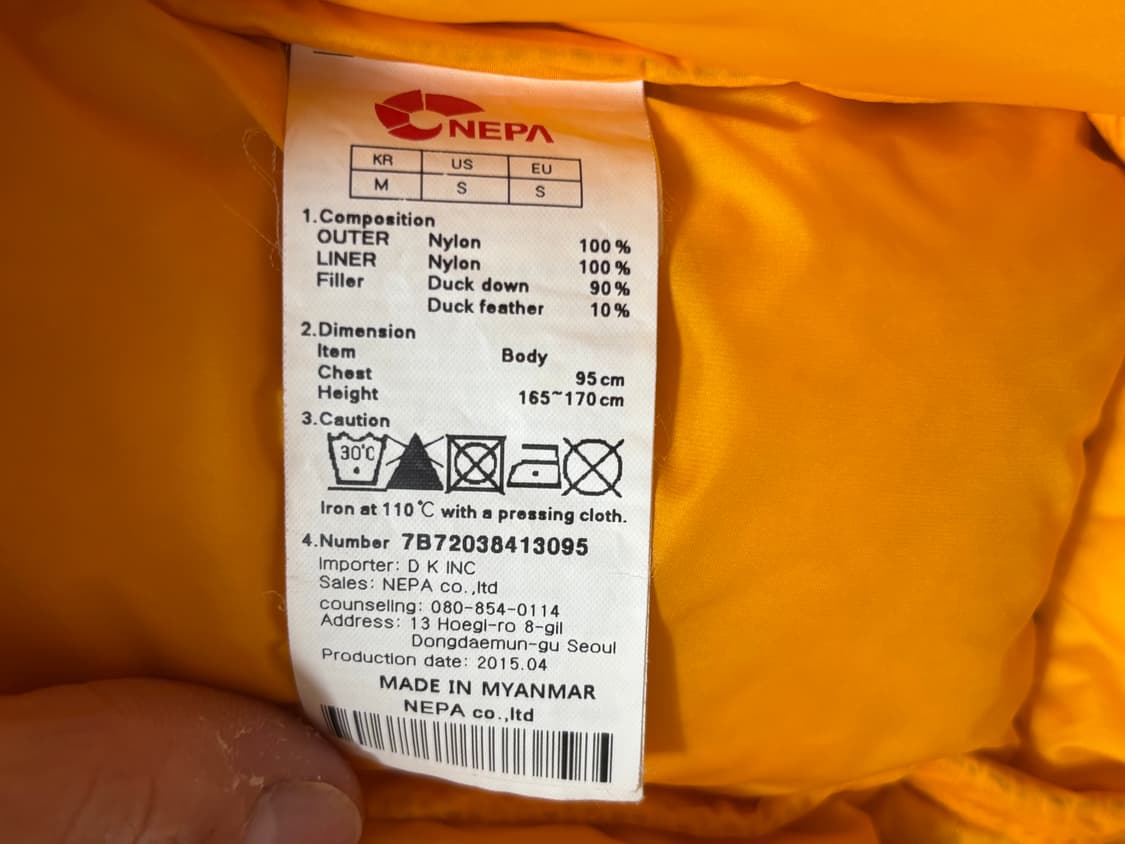 NEPA
KR US EU
M S S
1.Composition
OUTER Nylon 100%
LINER Nylon 100%
Filler Duck down 90%
Duck feather 10%
2.Dimension
Item Body
Chest 95cm
Height 165~170cm
3.Caution
30℃
Iron at 110℃ with a pressing cloth.
4.Number 7B72038413095
Importer: D K INC
Sales: NEPA co.,ltd
counseling: 080-854-0114
Address: 13 Hoegl-ro 8-gil
Dongdaemun-gu Seoul
Production date: 2015.04
MADE IN MYANMAR
NEPA co.,ltd